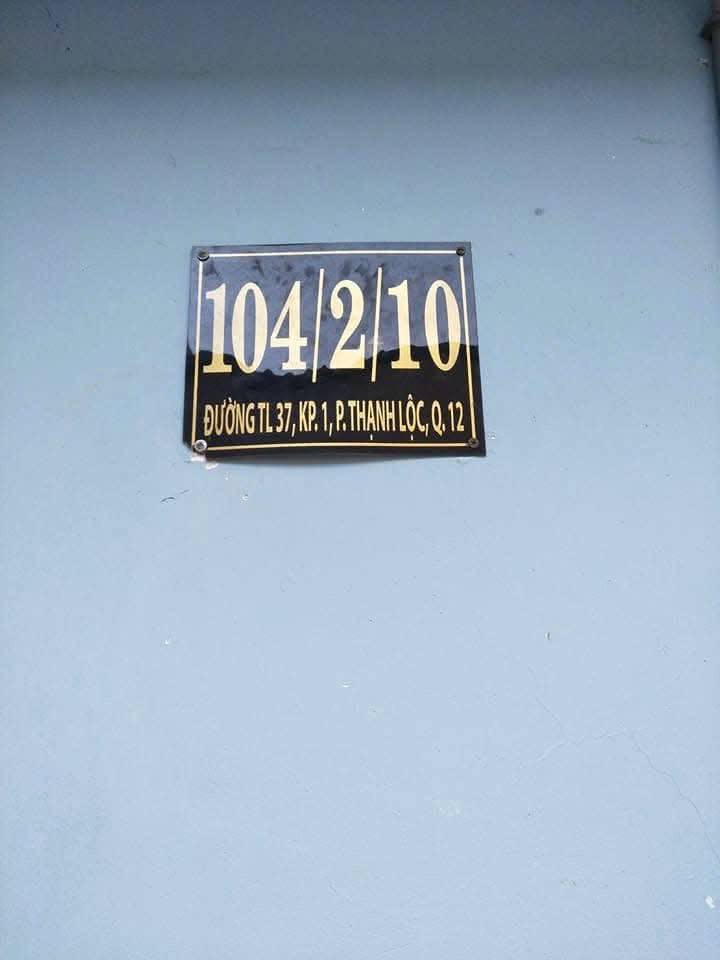 104/2/10
ĐƯỜNG TL 37, KP. 1, P. THẠNH LỘC, Q. 12